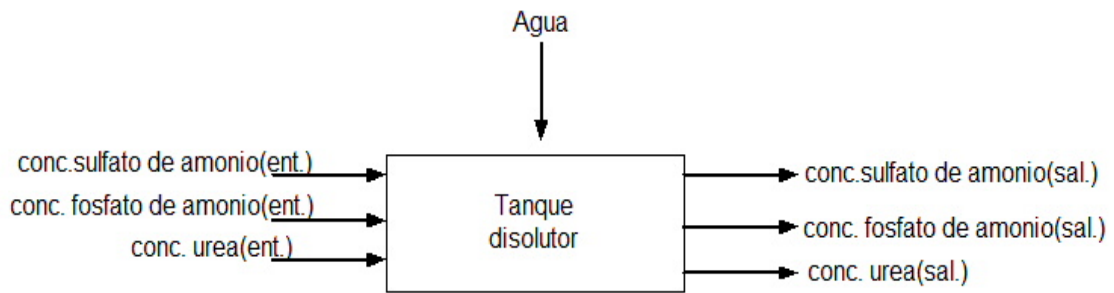 Agua
conc.sulfato de amonio(ent.)
conc. fosfato de amonio(ent.)
conc. urea(ent.)
Tanque
disolutor
conc.sulfato de amonio(sal.)
conc. fosfato de amonio(sal.)
conc. urea(sal.)